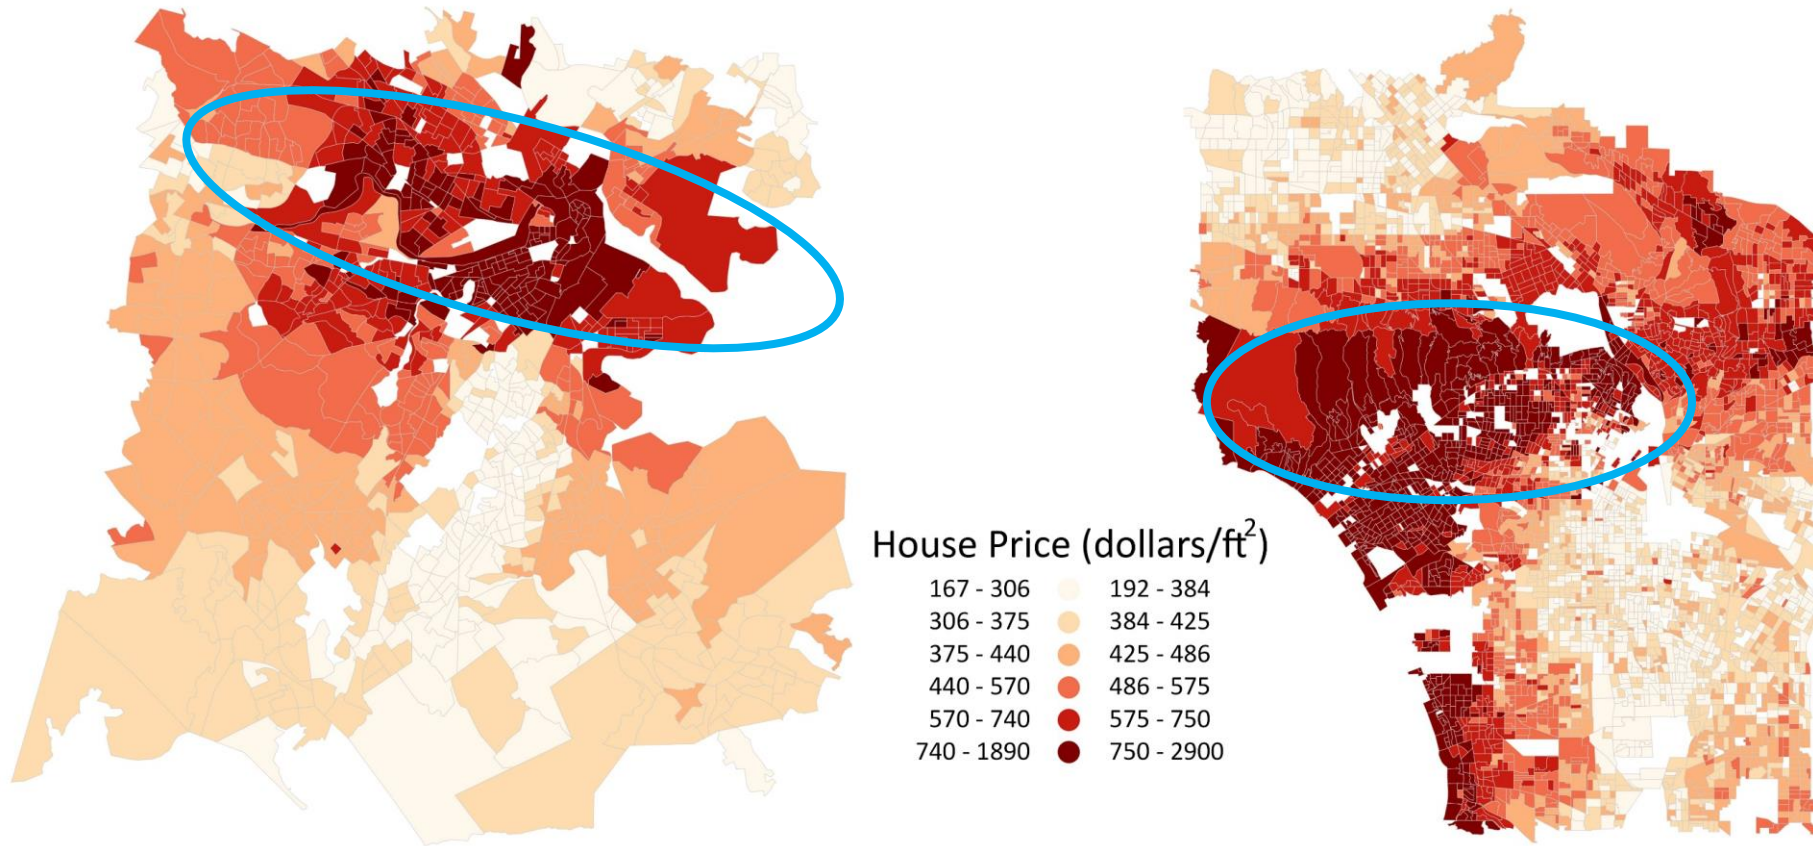 House Price (dollars/ft²)
167 - 306 192 - 384
306 - 375 384 - 425
375 - 440 425 - 486
440 - 570 486 - 575
570 - 740 575 - 750
740 - 1890 750 - 2900